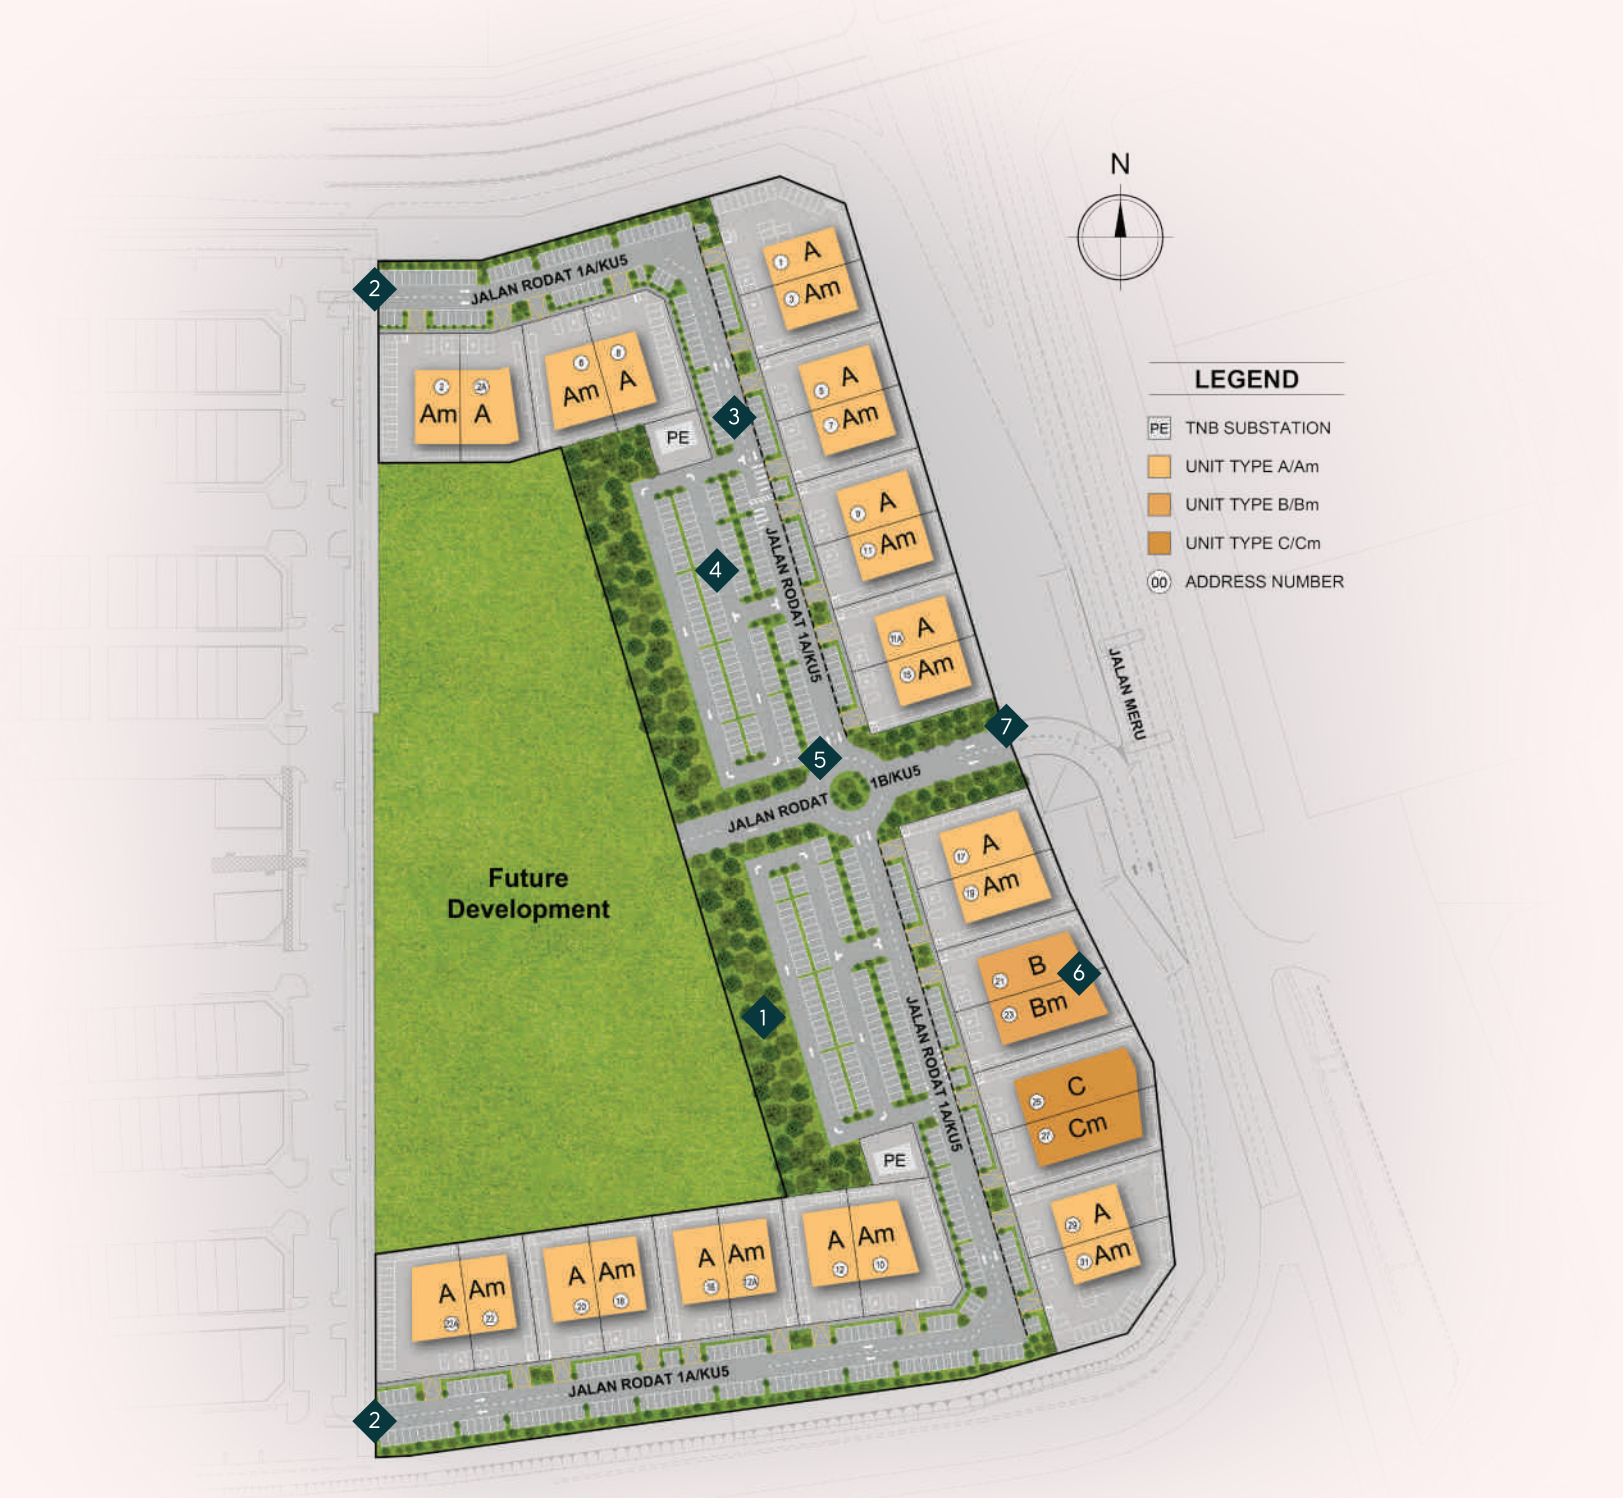 N
LEGEND
PE TNB SUBSTATION
UNIT TYPE A/Am
UNIT TYPE B/Bm
UNIT TYPE C/Cm
00 ADDRESS NUMBER
2
JALAN RODAT 1A/KU5
1 A
3 Am
2 2A
Am A
6 8
Am A
5 A
7 Am
3
PE
9 A
11 Am
4
JALAN RODAT 1A/KU5
11A A
15 Am
JALAN MERU
7
5
JALAN RODAT 1B/KU5
17 A
19 Am
Future
Development
21 B
23 Bm
6
1
JALAN RODAT 1A/KU5
25 C
27 Cm
PE
29 A
31 Am
A Am
12 10
A Am
16 12A
A Am
20 18
A Am
22A 22
JALAN RODAT 1A/KU5
2